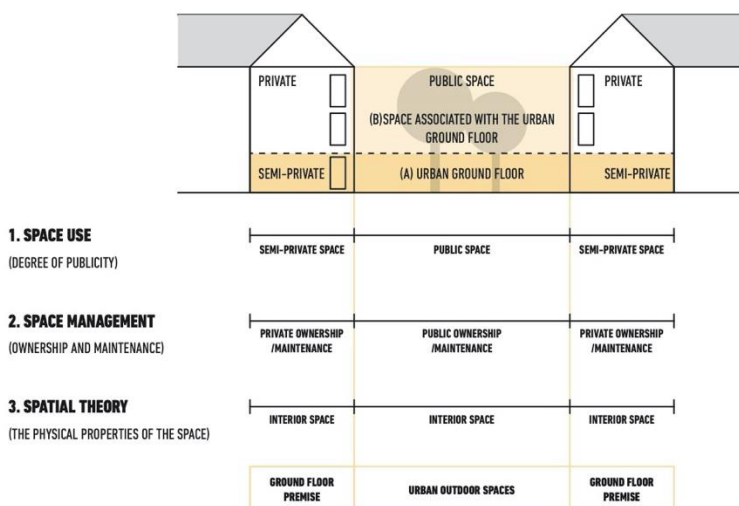 PRIVATE PUBLIC SPACE PRIVATE
(B)SPACE ASSOCIATED WITH THE URBAN
GROUND FLOOR
SEMI-PRIVATE (A) URBAN GROUND FLOOR SEMI-PRIVATE
1. SPACE USE
(DEGREE OF PUBLICITY)
SEMI-PRIVATE SPACE PUBLIC SPACE SEMI-PRIVATE SPACE
2. SPACE MANAGEMENT
(OWNERSHIP AND MAINTENANCE)
PRIVATE OWNERSHIP PUBLIC OWNERSHIP PRIVATE OWNERSHIP
/MAINTENANCE /MAINTENANCE /MAINTENANCE
3. SPATIAL THEORY
(THE PHYSICAL PROPERTIES OF THE SPACE)
INTERIOR SPACE INTERIOR SPACE INTERIOR SPACE
GROUND FLOOR URBAN OUTDOOR SPACES GROUND FLOOR
PREMISE PREMISE